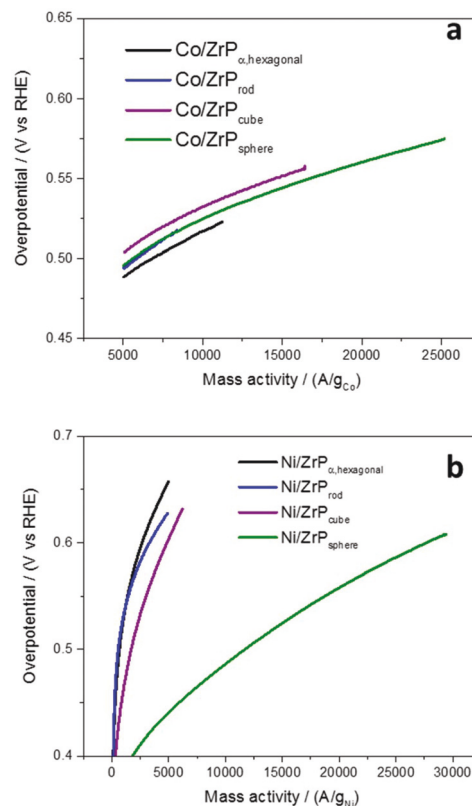 a
0.65
0.60
0.55
0.50
0.45
Overpotential / (V vs RHE)
Co/ZrPα,hexagonal
Co/ZrProd
Co/ZrPcube
Co/ZrPsphere
5000 10000 15000 20000 25000
Mass activity / (A/gCo)
b
0.7
0.6
0.5
0.4
Overpotential / (V vs RHE)
Ni/ZrPα,hexagonal
Ni/ZrProd
Ni/ZrPcube
Ni/ZrPsphere
0 5000 10000 15000 20000 25000 30000
Mass activity / (A/gNi)